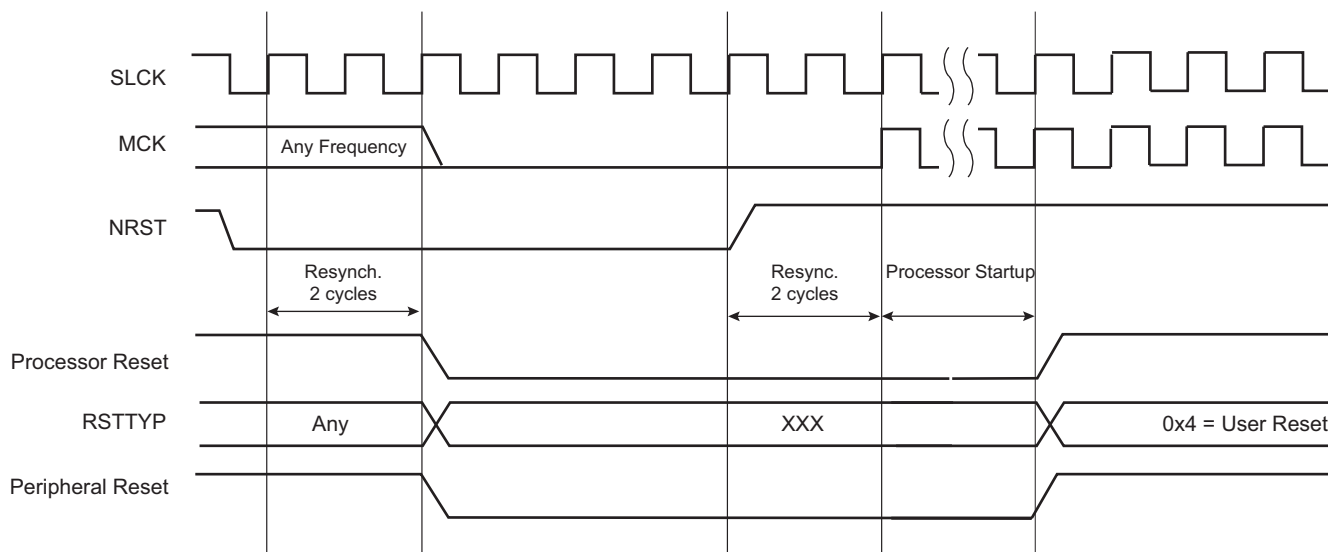 SLCK
MCK
Any Frequency
NRST
Resynch.
2 cycles
Resync.
2 cycles
Processor Startup
Processor Reset
RSTTYP
Any
XXX
0x4 = User Reset
Peripheral Reset